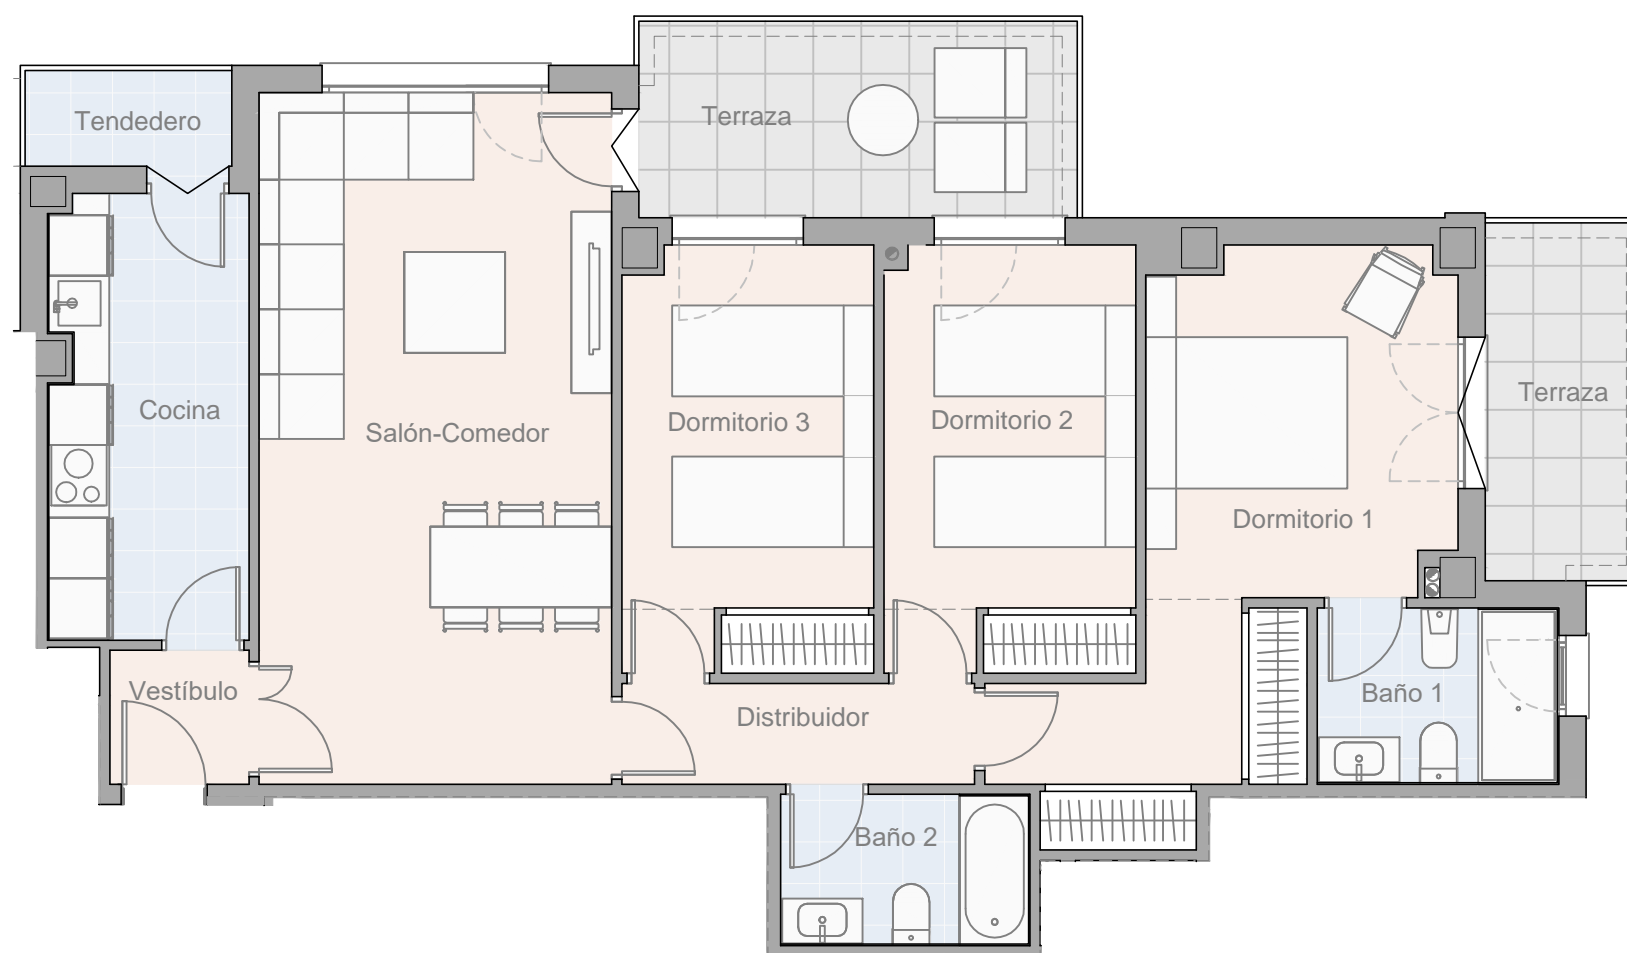 Tendedero
Terraza
Cocina
Salón-Comedor
Dormitorio 3
Dormitorio 2
Dormitorio 1
Terraza
Vestíbulo
Distribuidor
Baño 1
Baño 2